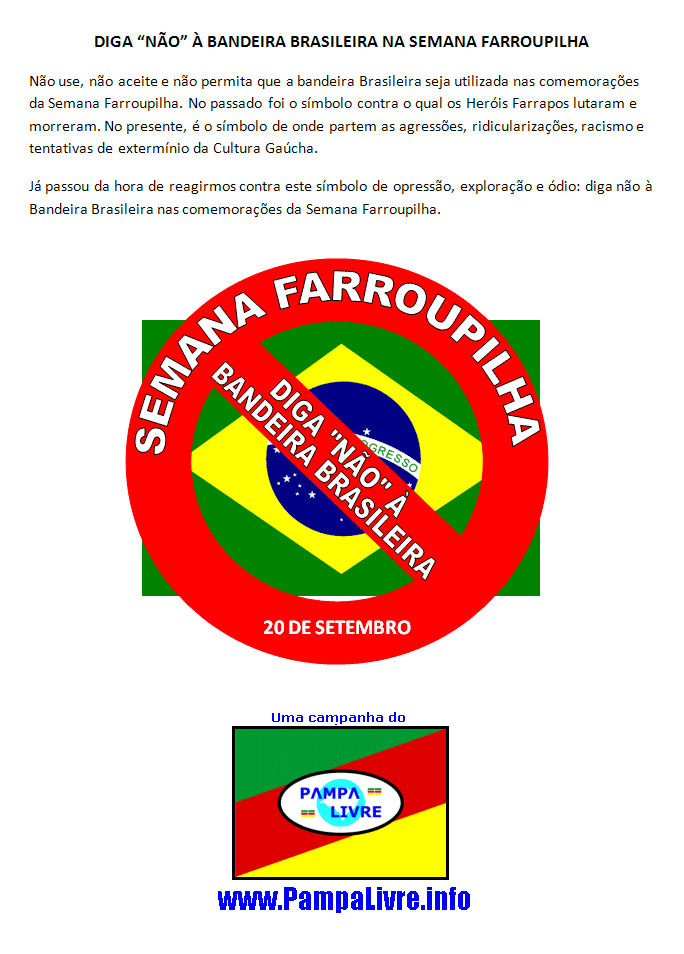 DIGA “NÃO” À BANDEIRA BRASILEIRA NA SEMANA FARROUPILHA
Não use, não aceite e não permita que a bandeira Brasileira seja utilizada nas comemorações
da Semana Farroupilha. No passado foi o símbolo contra o qual os Heróis Farrapos lutaram e
morreram. No presente, é o símbolo de onde partem as agressões, ridicularizações, racismo e
tentativas de extermínio da Cultura Gaúcha.
Já passou da hora de reagirmos contra este símbolo de opressão, exploração e ódio: diga não à
Bandeira Brasileira nas comemorações da Semana Farroupilha.
SEMANA FARROUPILHA
DIGA "NÃO" À
BANDEIRA BRASILEIRA
OGRESSO
20 DE SETEMBRO
Uma campanha do
PΛMPΛ
LIVRE
www.PampaLivre.info